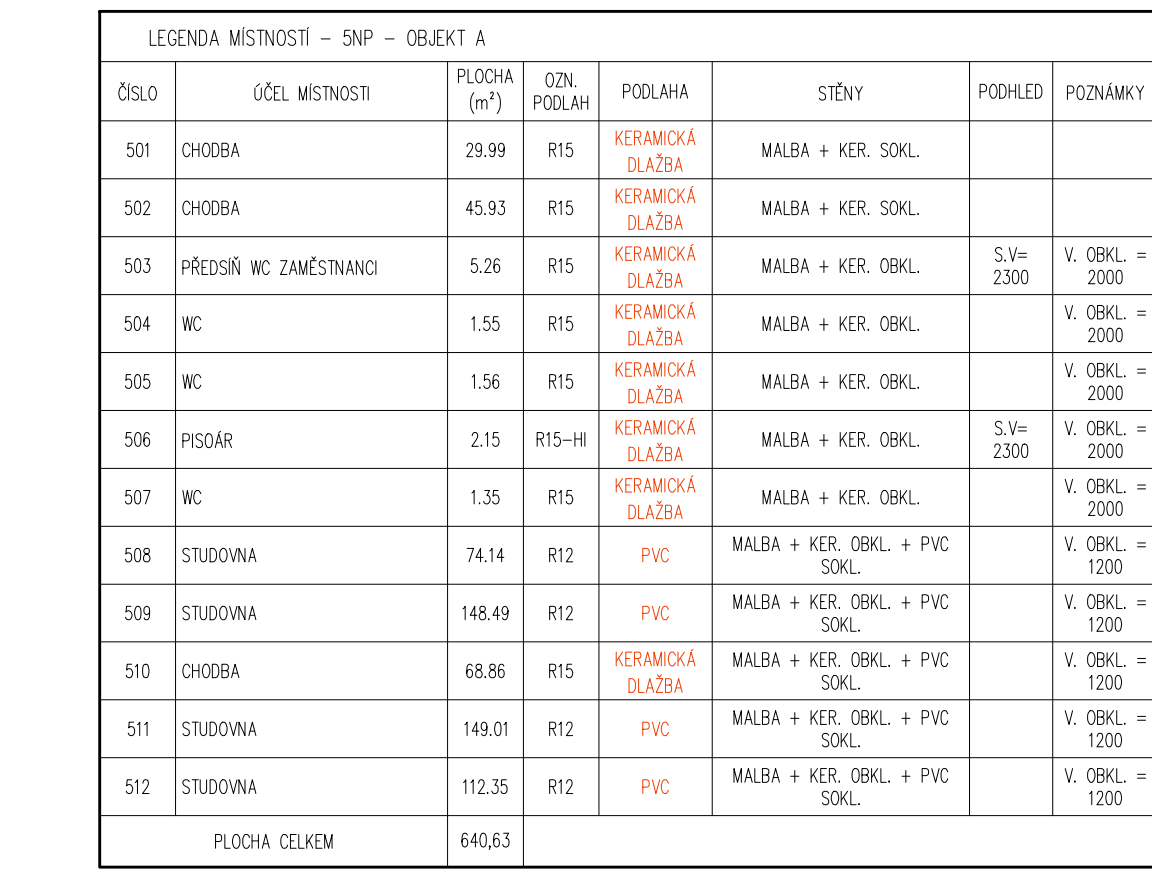 LEGENDA MÍSTNOSTÍ – 5NP – OBJEKT A
ČÍSLO ÚČEL MÍSTNOSTI PLOCHA (m²) OZN. PODLAH PODLAHA STĚNY PODHLED POZNÁMKY
501 CHODBA 29.99 R15 KERAMICKÁ DLAŽBA MALBA + KER. SOKL.
502 CHODBA 45.93 R15 KERAMICKÁ DLAŽBA MALBA + KER. SOKL.
503 PŘEDSÍŇ WC ZAMĚSTNANCI 5.26 R15 KERAMICKÁ DLAŽBA MALBA + KER. OBKL. S.V= 2300 V. OBKL. = 2000
504 WC 1.55 R15 KERAMICKÁ DLAŽBA MALBA + KER. OBKL. V. OBKL. = 2000
505 WC 1.56 R15 KERAMICKÁ DLAŽBA MALBA + KER. OBKL. V. OBKL. = 2000
506 PISOÁR 2.15 R15–HI KERAMICKÁ DLAŽBA MALBA + KER. OBKL. S.V= 2300 V. OBKL. = 2000
507 WC 1.35 R15 KERAMICKÁ DLAŽBA MALBA + KER. OBKL. V. OBKL. = 2000
508 STUDOVNA 74.14 R12 PVC MALBA + KER. OBKL. + PVC SOKL. V. OBKL. = 1200
509 STUDOVNA 148.49 R12 PVC MALBA + KER. OBKL. + PVC SOKL. V. OBKL. = 1200
510 CHODBA 68.86 R15 KERAMICKÁ DLAŽBA MALBA + KER. OBKL. + PVC SOKL. V. OBKL. = 1200
511 STUDOVNA 149.01 R12 PVC MALBA + KER. OBKL. + PVC SOKL. V. OBKL. = 1200
512 STUDOVNA 112.35 R12 PVC MALBA + KER. OBKL. + PVC SOKL. V. OBKL. = 1200
PLOCHA CELKEM 640,63